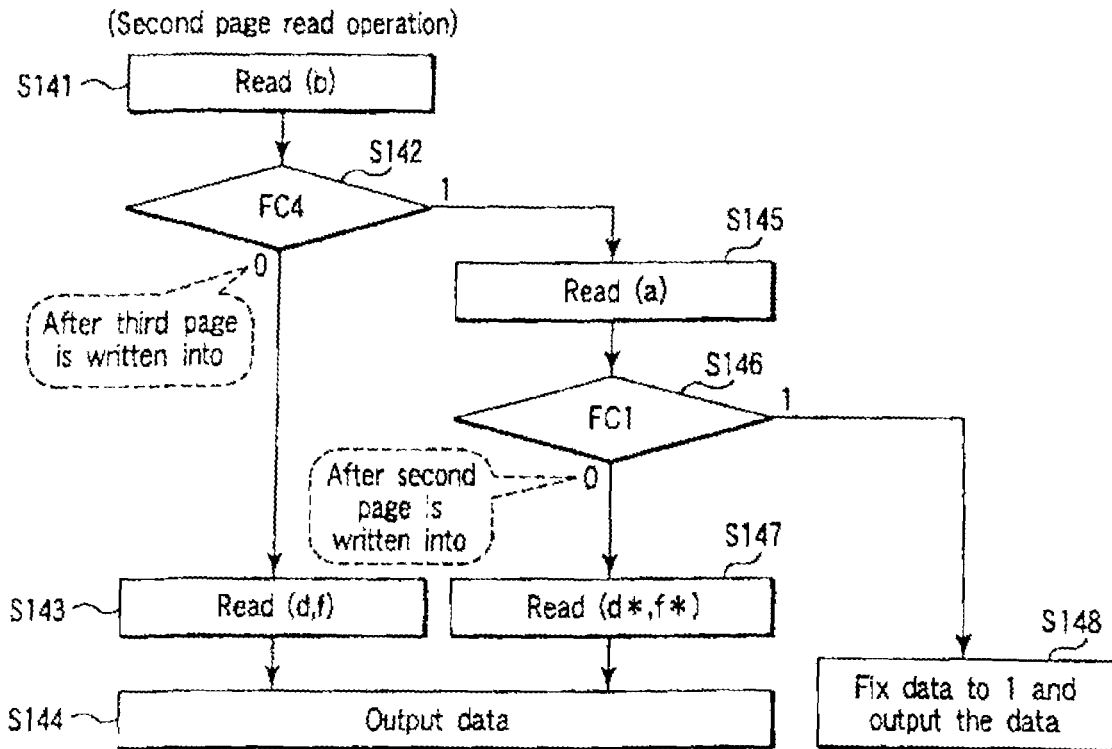 (Second page read operation)
S141
Read (b)
S142
FC4
1
0
After third page
is written into
S145
Read (a)
S146
FC1
1
0
After second
page is
written into
S143
Read (d,f)
S147
Read (d*,f*)
S144
Output data
S148
Fix data to 1 and
output the data